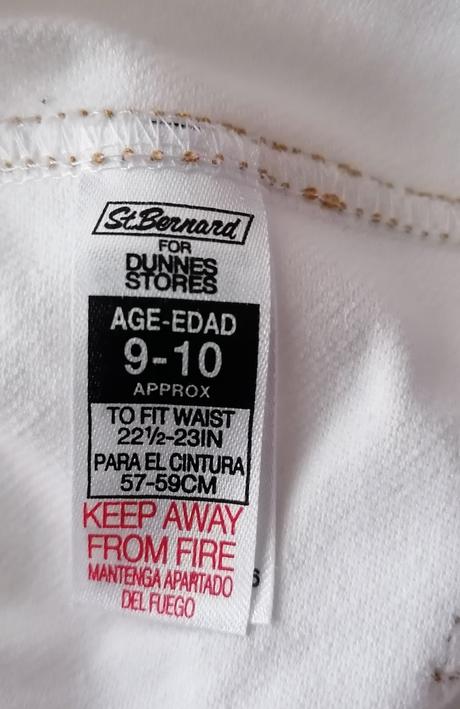 St.Bernard
FOR
DUNNES
STORES
AGE-EDAD
9-10
APPROX
TO FIT WAIST
22½-23IN
PARA EL CINTURA
57-59CM
KEEP AWAY
FROM FIRE
MANTENGA APARTADO
DEL FUEGO